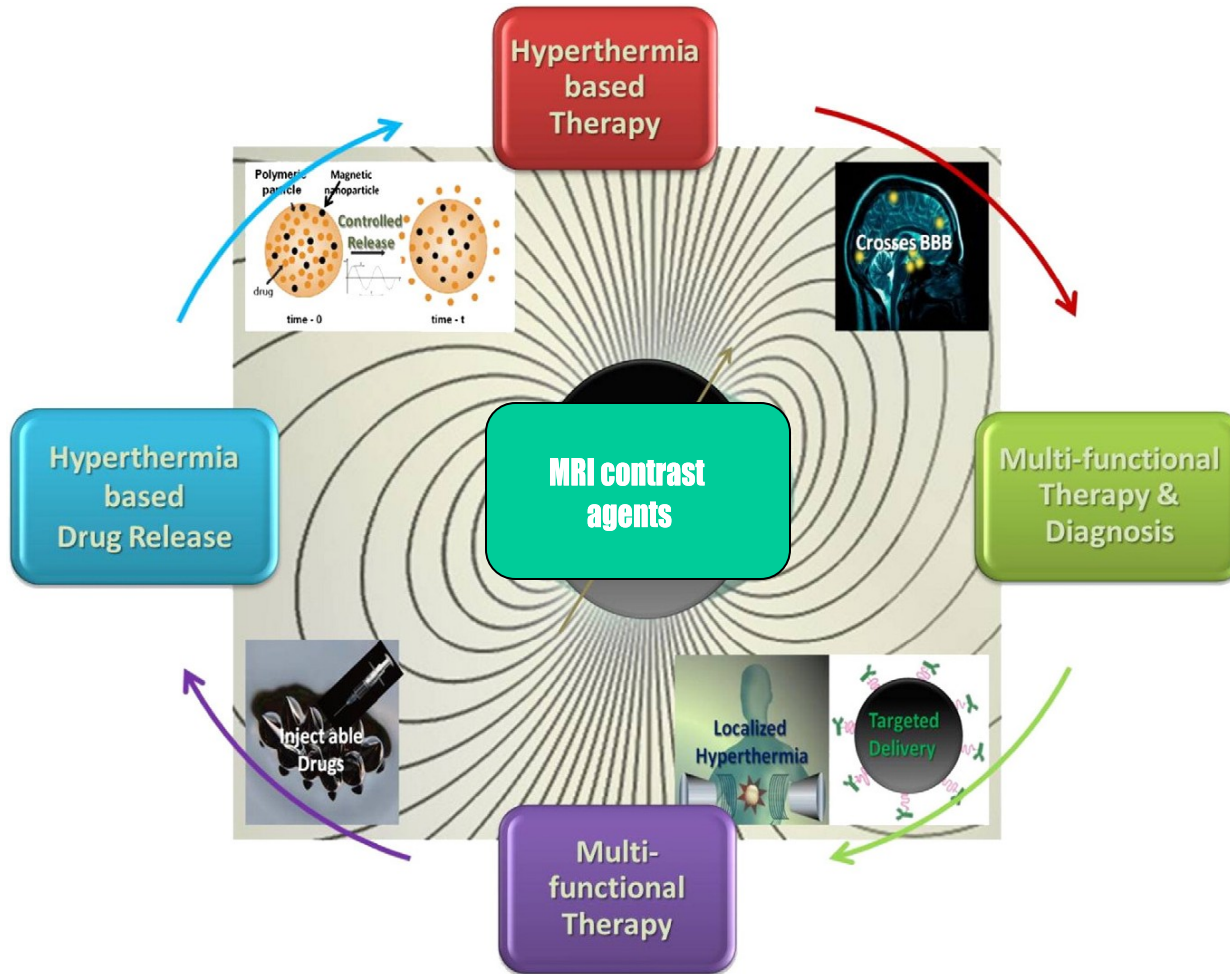 Hyperthermia
based
Therapy
Polymeric
particle
Magnetic
nanoparticle
Controlled
Release
drug
time - 0
time - t
Crosses BBB
Hyperthermia
based
Drug Release
MRI contrast
agents
Multi-functional
Therapy &
Diagnosis
Inject able
Drugs
Localized
Hyperthermia
Targeted
Delivery
Multi-
functional
Therapy